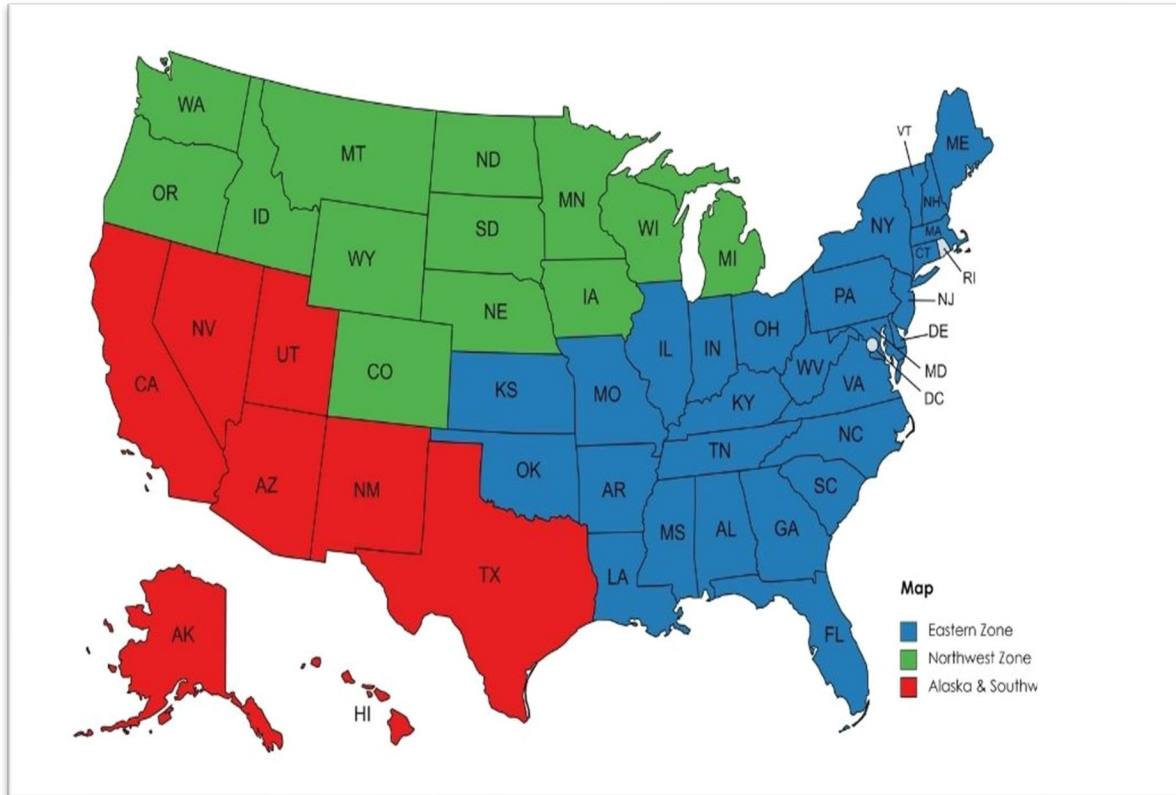 WA
MT
ND
MN
OR
ID
SD
WI
WY
MI
NE
IA
NV
UT
CO
CA
AZ
NM
TX
AK
HI
VT
ME
NH
NY
MA
CT
RI
PA
NJ
DE
MD
DC
IL
IN
OH
WV
VA
KS
MO
KY
NC
TN
OK
AR
SC
MS
AL
GA
LA
FL
Map
Eastern Zone
Northwest Zone
Alaska & Southw